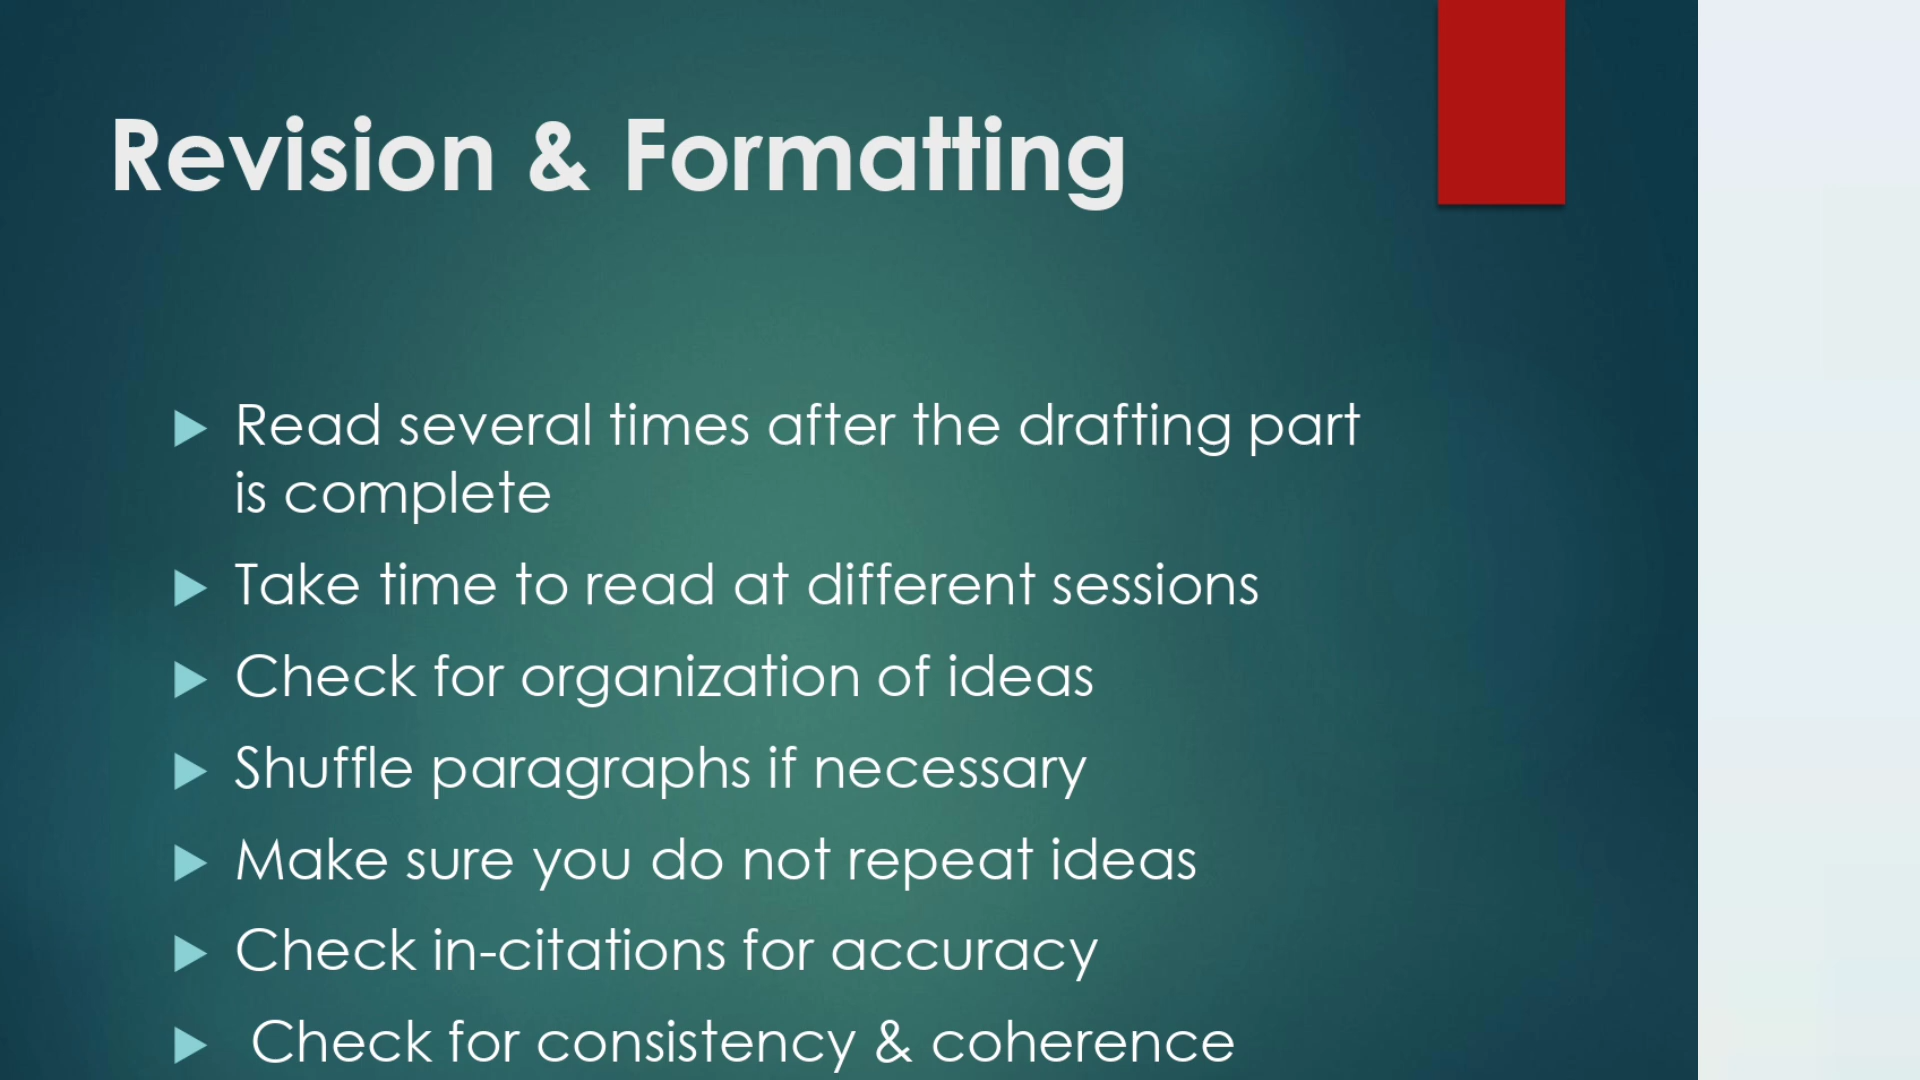 Revision & Formatting
Read several times after the drafting part
is complete
Take time to read at different sessions
Check for organization of ideas
Shuffle paragraphs if necessary
Make sure you do not repeat ideas
Check in-citations for accuracy
Check for consistency & coherence